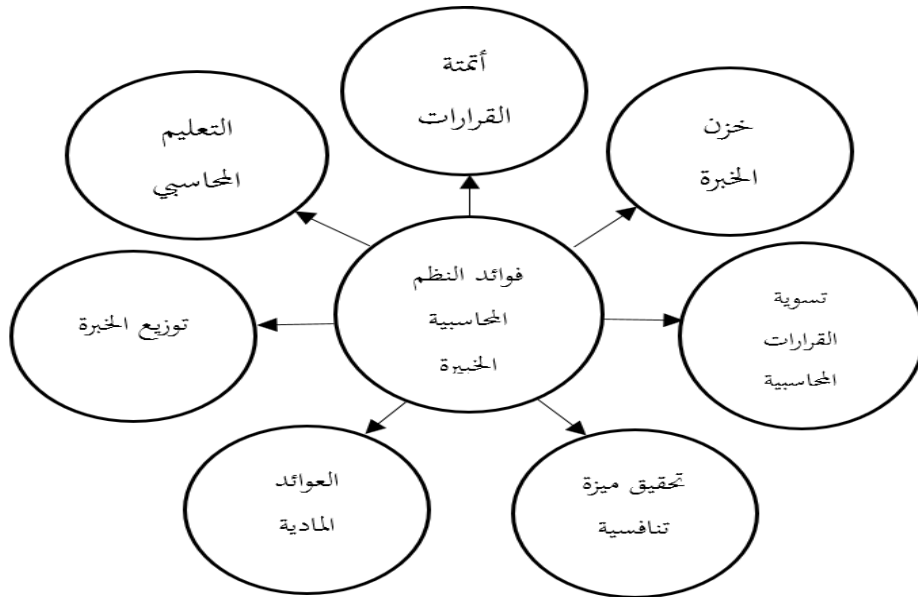 أتمتة
القرارات
خزن
الخبرة
التعليم
المحاسبي
فوائد النظم
المحاسبية
الخبيرة
تسوية
القرارات
المحاسبية
توزيع الخبرة
تحقيق ميزة
تنافسية
العوائد
المادية